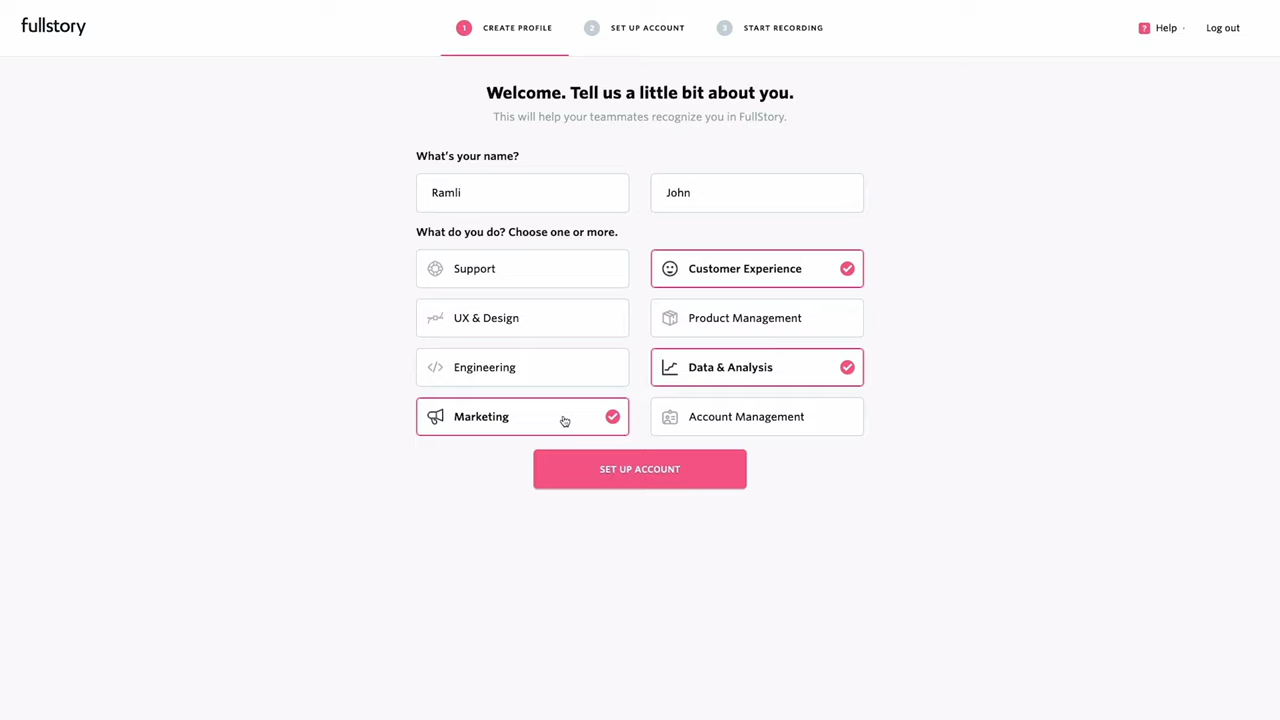 fullstory
1 CREATE PROFILE 2 SET UP ACCOUNT 3 START RECORDING
? Help Log out
Welcome. Tell us a little bit about you.
This will help your teammates recognize you in FullStory.
What's your name?
Ramli John
What do you do? Choose one or more.
Support Customer Experience
UX & Design Product Management
Engineering Data & Analysis
Marketing Account Management
SET UP ACCOUNT